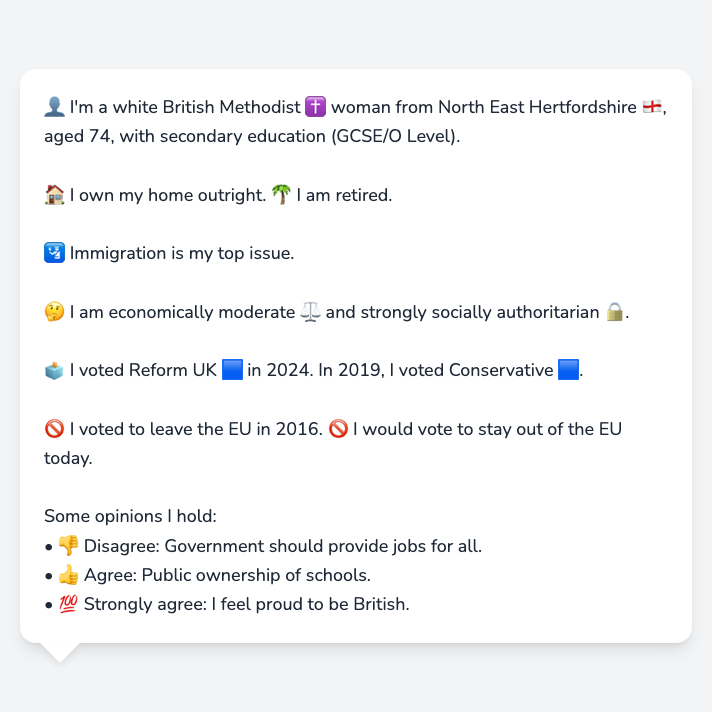 👤 I'm a white British Methodist ✝️ woman from North East Hertfordshire 🏴󠁧󠁢󠁥󠁮󠁧󠁿,
aged 74, with secondary education (GCSE/O Level).
🏠 I own my home outright. 🌴 I am retired.
🛂 Immigration is my top issue.
🤔 I am economically moderate ⚖️ and strongly socially authoritarian 🔒.
🗳️ I voted Reform UK 🟦 in 2024. In 2019, I voted Conservative 🟦.
🚫 I voted to leave the EU in 2016. 🚫 I would vote to stay out of the EU
today.
Some opinions I hold:
• 👎 Disagree: Government should provide jobs for all.
• 👍 Agree: Public ownership of schools.
• 💯 Strongly agree: I feel proud to be British.